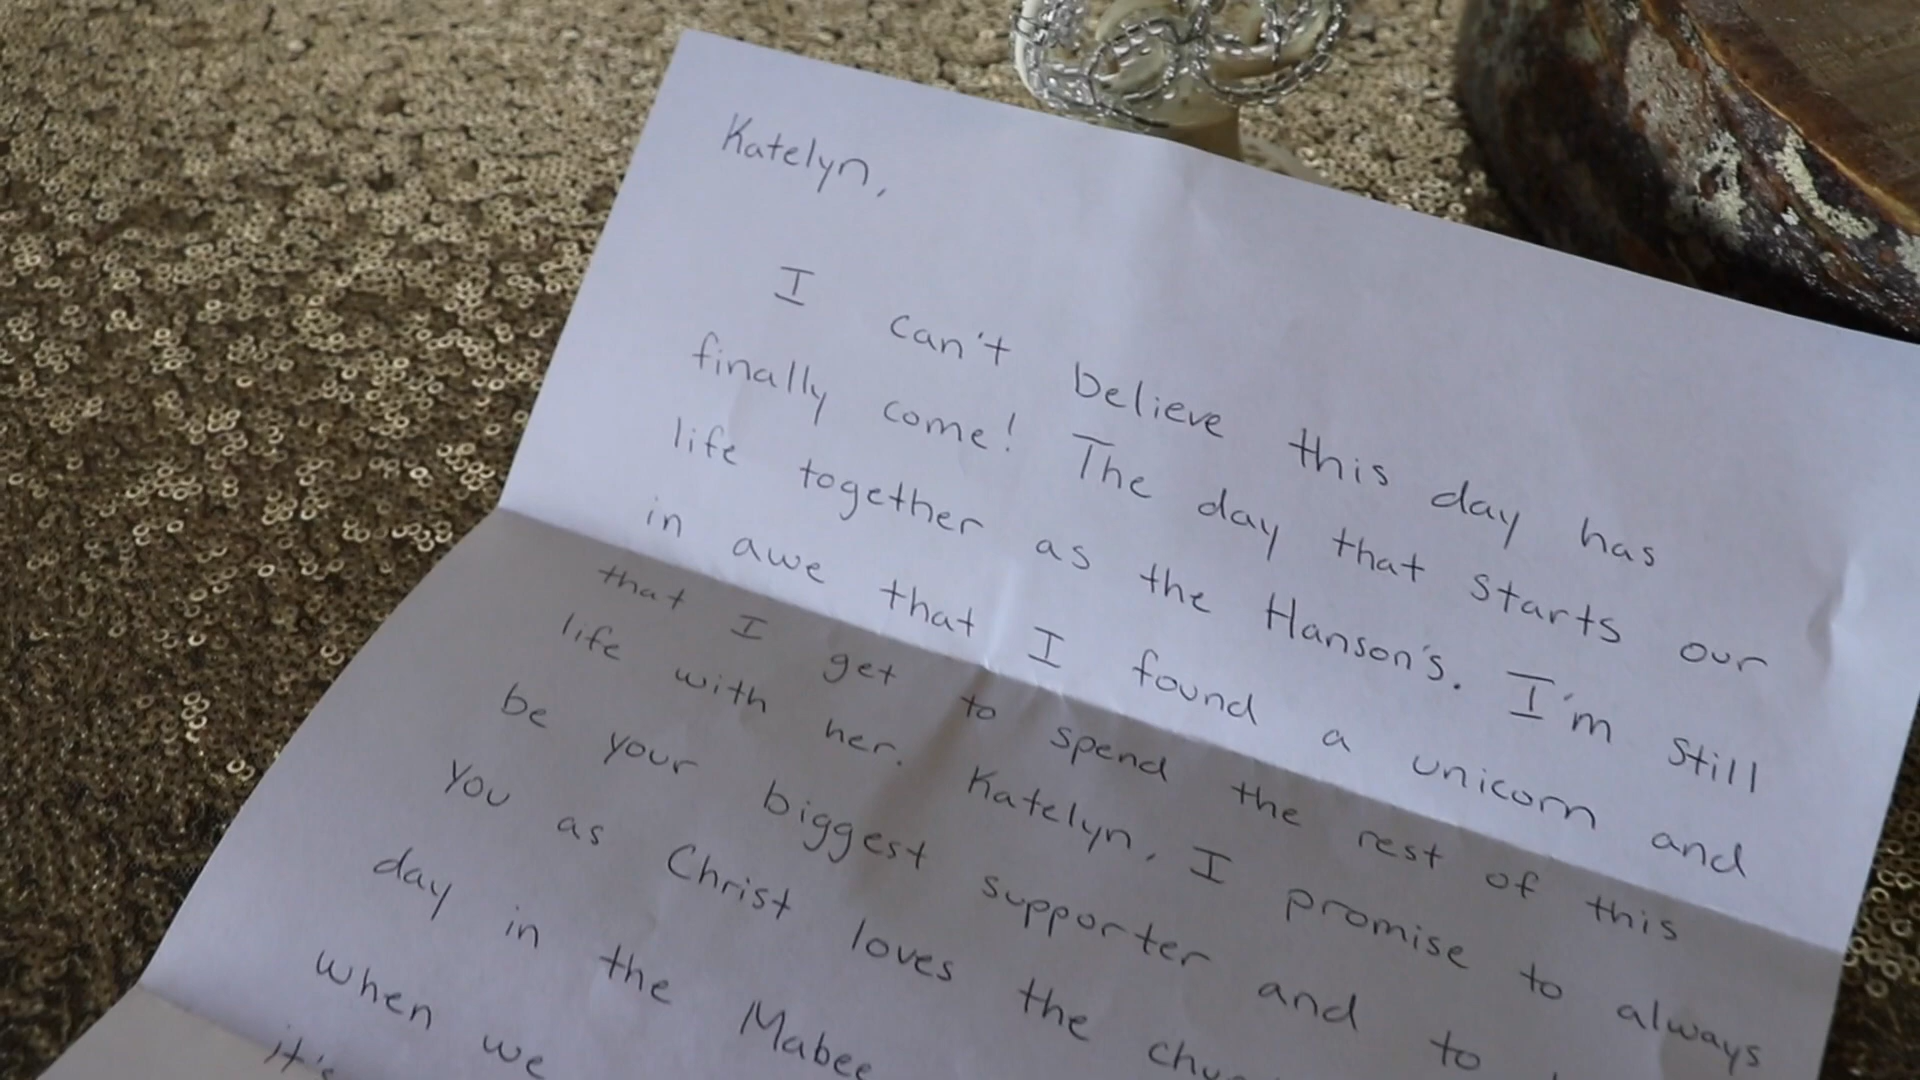 Katelyn,
I can't believe this day has
finally come! The day that starts our
life together as the Hanson's. I'm still
in awe that I found a unicorn and
that I get to spend the rest of this
life with her. Katelyn, I promise to always
be your biggest supporter and to
you as Christ loves the
day in the Mabee
when we
it's